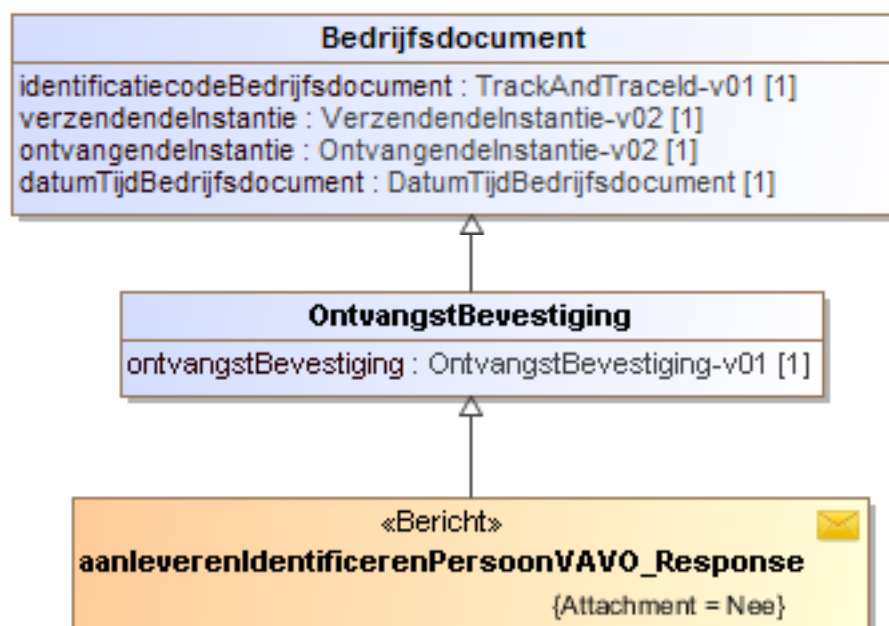 Bedrijfsdocument
identificatiecodeBedrijfsdocument : TrackAndTraceId-v01 [1]
verzendendeInstantie : VerzendendeInstantie-v02 [1]
ontvangendeInstantie : OntvangendeInstantie-v02 [1]
datumTijdBedrijfsdocument : DatumTijdBedrijfsdocument [1]
OntvangstBevestiging
ontvangstBevestiging : OntvangstBevestiging-v01 [1]
«Bericht»
aanleverenIdentificerenPersoonVAVO_Response
{Attachment = Nee}